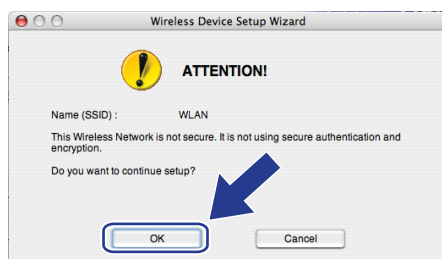 Wireless Device Setup Wizard
ATTENTION!
Name (SSID) : WLAN
This Wireless Network is not secure. It is not using secure authentication and
encryption.
Do you want to continue setup?
OK Cancel